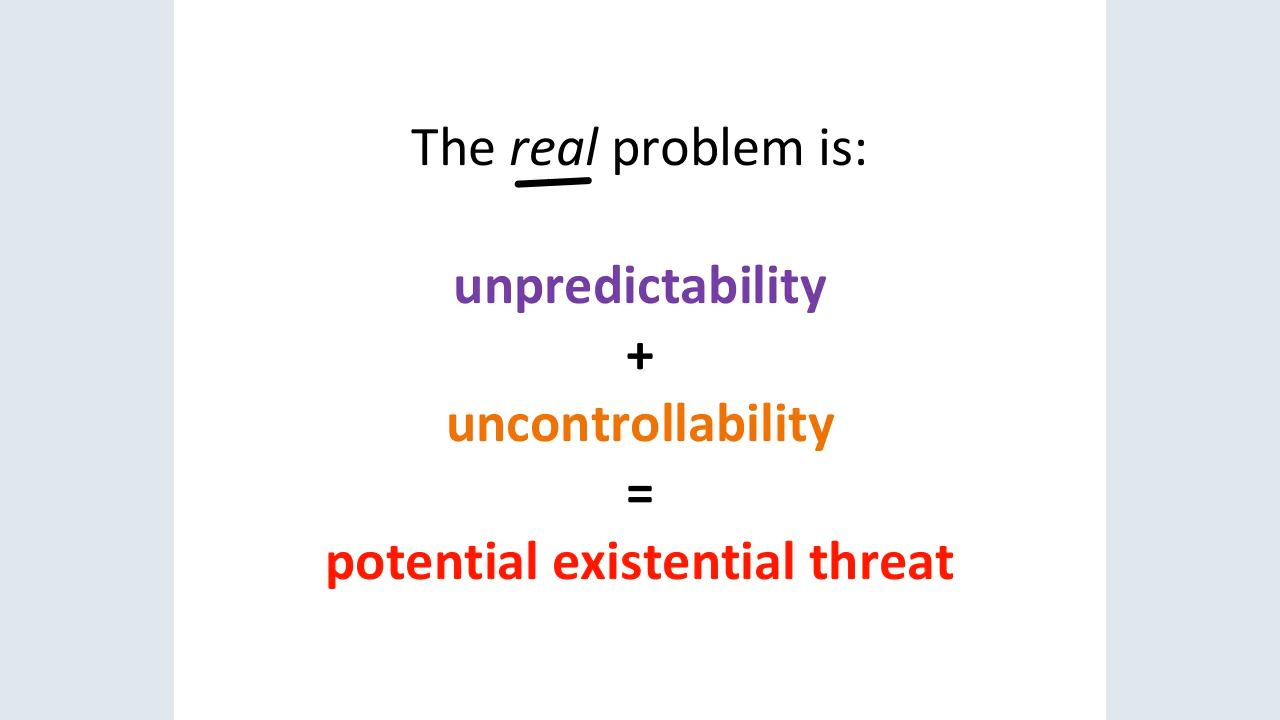 The real problem is:
unpredictability
+
uncontrollability
=
potential existential threat